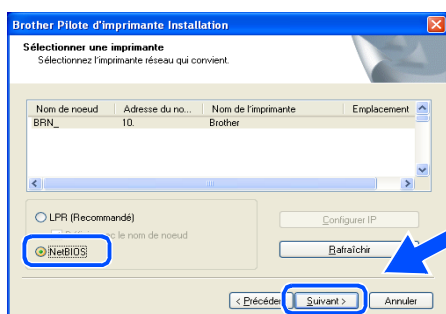 Brother Pilote d'imprimante Installation
Sélectionner une imprimante
Sélectionnez l'imprimante réseau qui convient.
Nom de noeud Adresse du no... Nom de l'imprimante Emplacement
BRN_ 10. Brother
LPR (Recommandé)
le nom de noeud
Configurer IP
NetBIOS
Rafraîchir
< Précéder Suivant > Annuler